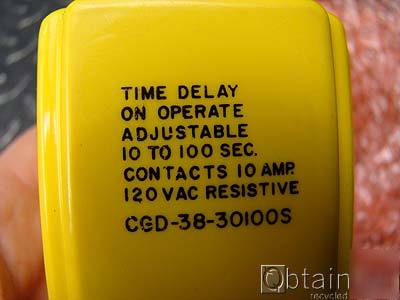 TIME DELAY
ON OPERATE
ADJUSTABLE
10 TO 100 SEC.
CONTACTS 10 AMP.
120 VAC RESISTIVE
CGD-38-30100S
Obtain
recycled